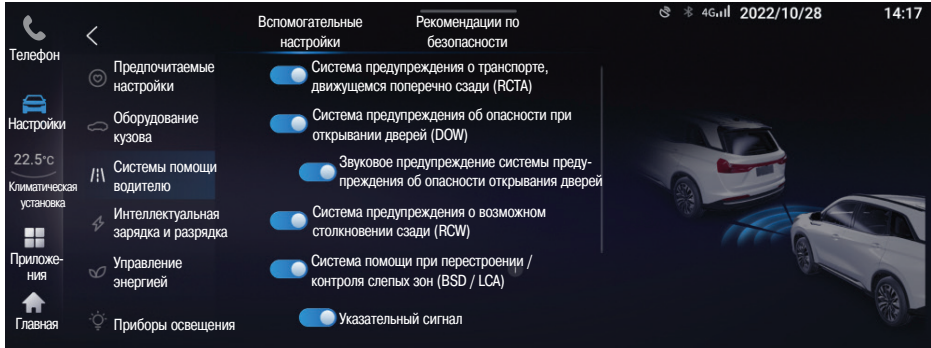 4G
2022/10/28
14:17
Телефон
Настройки
22.5°c
Климатическая
установка
Приложе-
ния
Главная
Предпочитаемые
настройки
Оборудование
кузова
Системы помощи
водителю
Интеллектуальная
зарядка и разрядка
Управление
энергией
Приборы освещения
Вспомогательные
настройки
Рекомендации по
безопасности
Система предупреждения о транспорте,
движущемся поперечно сзади (RCTA)
Система предупреждения об опасности при
открывании дверей (DOW)
Звуковое предупреждение системы преду-
преждения об опасности открывания дверей
Система предупреждения о возможном
столкновении сзади (RCW)
Система помощи при перестроении /
контроля слепых зон (BSD / LCA)
Указательный сигнал